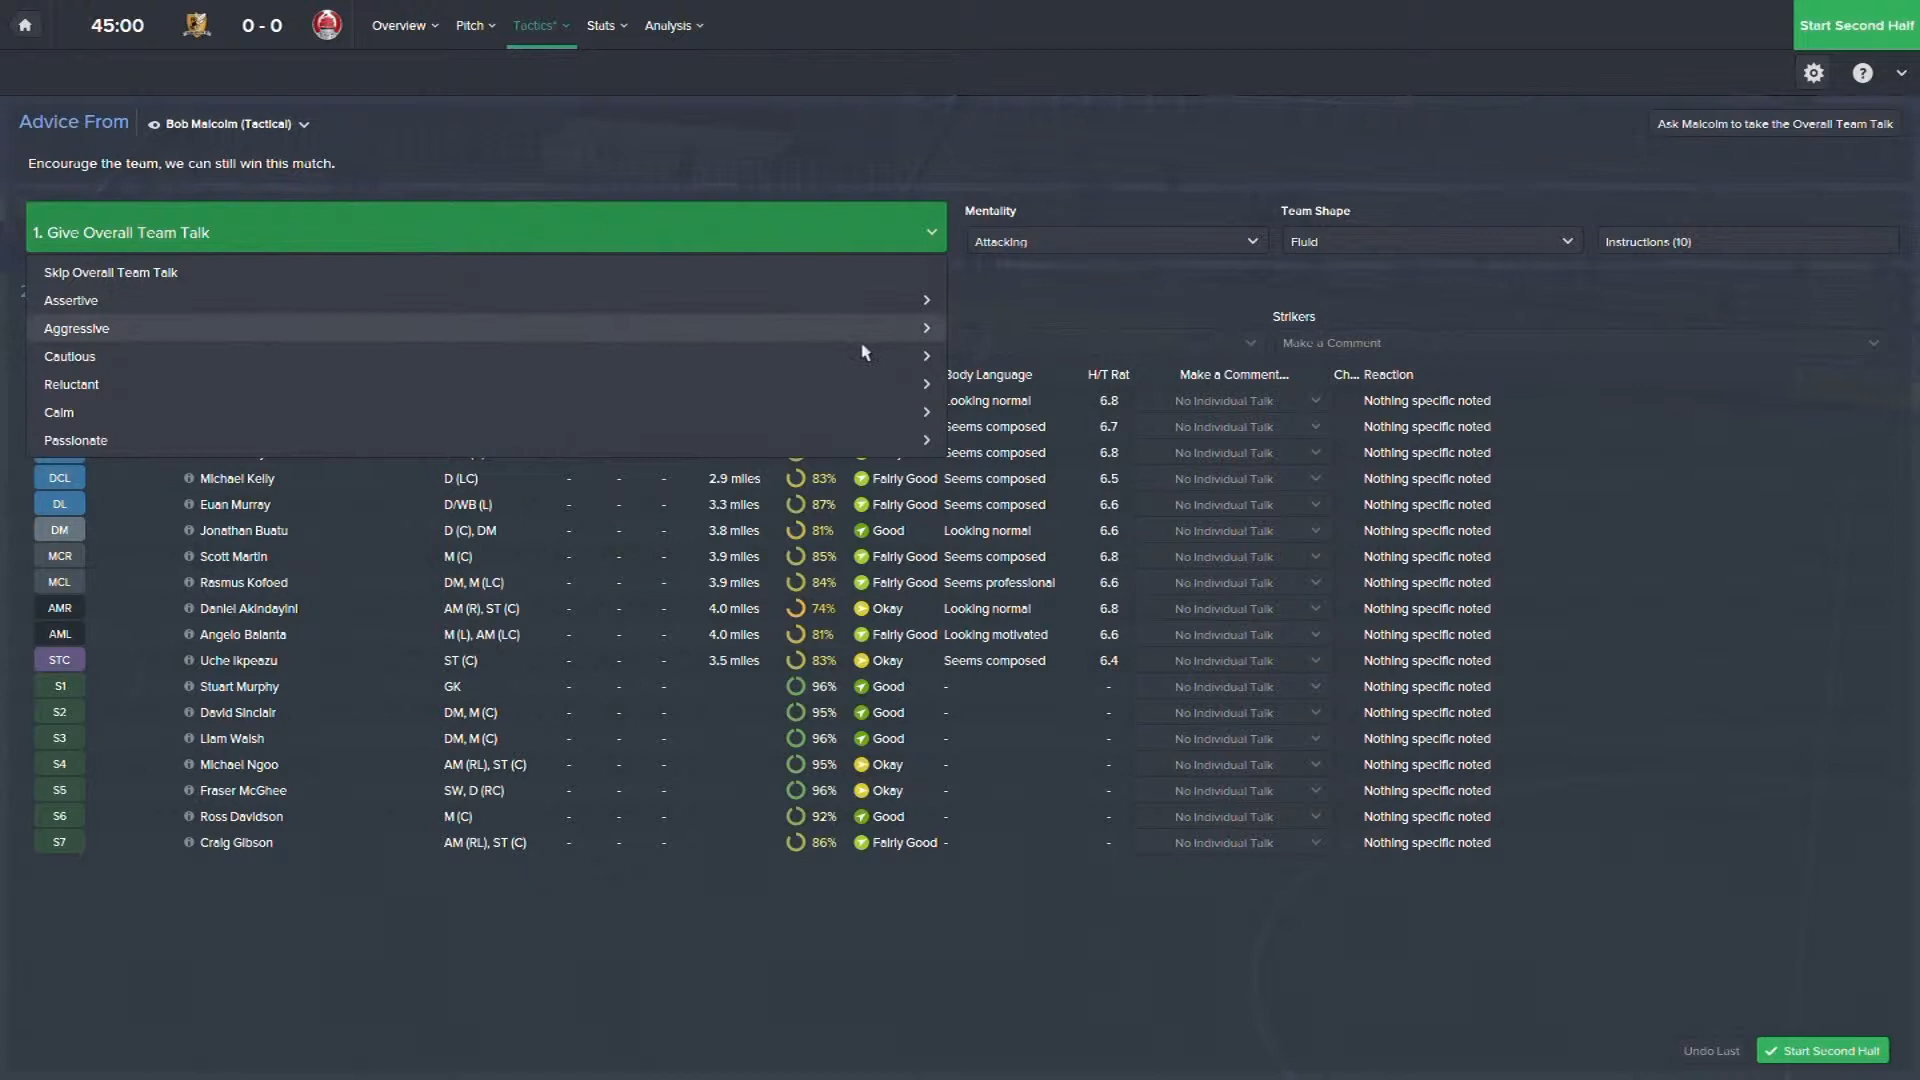 45:00 0 - 0 Overview Pitch Tactics* Stats Analysis Start Second Half
Advice From Bob Malcolm (Tactical) Ask Malcolm to take the Overall Team Talk
Encourage the team, we can still win this match.
1. Give Overall Team Talk
Mentality Team Shape
Attacking Fluid Instructions (10)
Skip Overall Team Talk
Assertive
Aggressive
Cautious
Reluctant
Calm
Passionate
Strikers
Make a Comment
Body Language H/T Rat Make a Comment... Ch... Reaction
Looking normal 6.8 No Individual Talk Nothing specific noted
Seems composed 6.7 No Individual Talk Nothing specific noted
Seems composed 6.8 No Individual Talk Nothing specific noted
DCL Michael Kelly D (LC) - - - 2.9 miles 83% Fairly Good Seems composed 6.5 No Individual Talk Nothing specific noted
DL Euan Murray D/WB (L) - - - 3.3 miles 87% Fairly Good Seems composed 6.6 No Individual Talk Nothing specific noted
DM Jonathan Buatu D (C), DM - - - 3.8 miles 81% Good Looking normal 6.6 No Individual Talk Nothing specific noted
MCR Scott Martin M (C) - - - 3.9 miles 85% Fairly Good Seems composed 6.8 No Individual Talk Nothing specific noted
MCL Rasmus Kofoed DM, M (LC) - - - 3.9 miles 84% Fairly Good Seems professional 6.6 No Individual Talk Nothing specific noted
AMR Daniel Akindayini AM (R), ST (C) - - - 4.0 miles 74% Okay Looking normal 6.8 No Individual Talk Nothing specific noted
AML Angelo Balanta M (L), AM (LC) - - - 4.0 miles 81% Fairly Good Looking motivated 6.6 No Individual Talk Nothing specific noted
STC Uche Ikpeazu ST (C) - - - 3.5 miles 83% Okay Seems composed 6.4 No Individual Talk Nothing specific noted
S1 Stuart Murphy GK - - - 96% Good - - No Individual Talk Nothing specific noted
S2 David Sinclair DM, M (C) - - - 95% Good - - No Individual Talk Nothing specific noted
S3 Liam Walsh DM, M (C) - - - 96% Good - - No Individual Talk Nothing specific noted
S4 Michael Ngoo AM (RL), ST (C) - - - 95% Okay - - No Individual Talk Nothing specific noted
S5 Fraser McGhee SW, D (RC) - - - 96% Okay - - No Individual Talk Nothing specific noted
S6 Ross Davidson M (C) - - - 92% Good - - No Individual Talk Nothing specific noted
S7 Craig Gibson AM (RL), ST (C) - - - 86% Fairly Good - - No Individual Talk Nothing specific noted
Undo Last Start Second Half